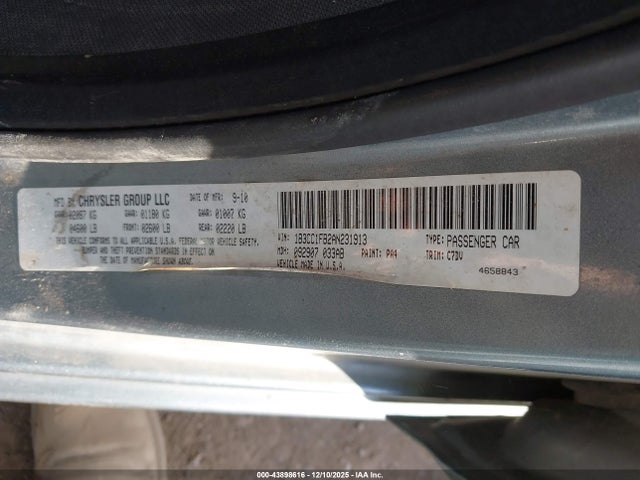 MFD BY CHRYSLER GROUP LLC DATE OF MFR: 9-10
GVWR: 02087 KG GAWR: 01180 KG GAWR: 01007 KG
04600 LB FRONT: 02600 LB REAR: 02220 LB
THIS VEHICLE CONFORMS TO ALL APPLICABLE U.S.A. FEDERAL MOTOR VEHICLE SAFETY,
BUMPER AND THEFT PREVENTION STANDARDS IN EFFECT ON
THE DATE OF MANUFACTURE SHOWN ABOVE.
VIN: 1B3CC1FB2AN231913 TYPE: PASSENGER CAR
MDH: 092907 033AB PAINT: PA4 TRIM: C7DV
VEHICLE MADE IN U.S.A. 4658843
000-43898616 - 12/10/2025 - IAAI Inc.